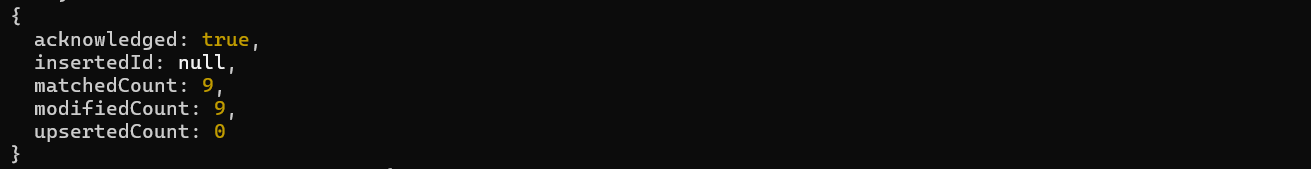 {
  acknowledged: true,
  insertedId: null,
  matchedCount: 9,
  modifiedCount: 9,
  upsertedCount: 0
}